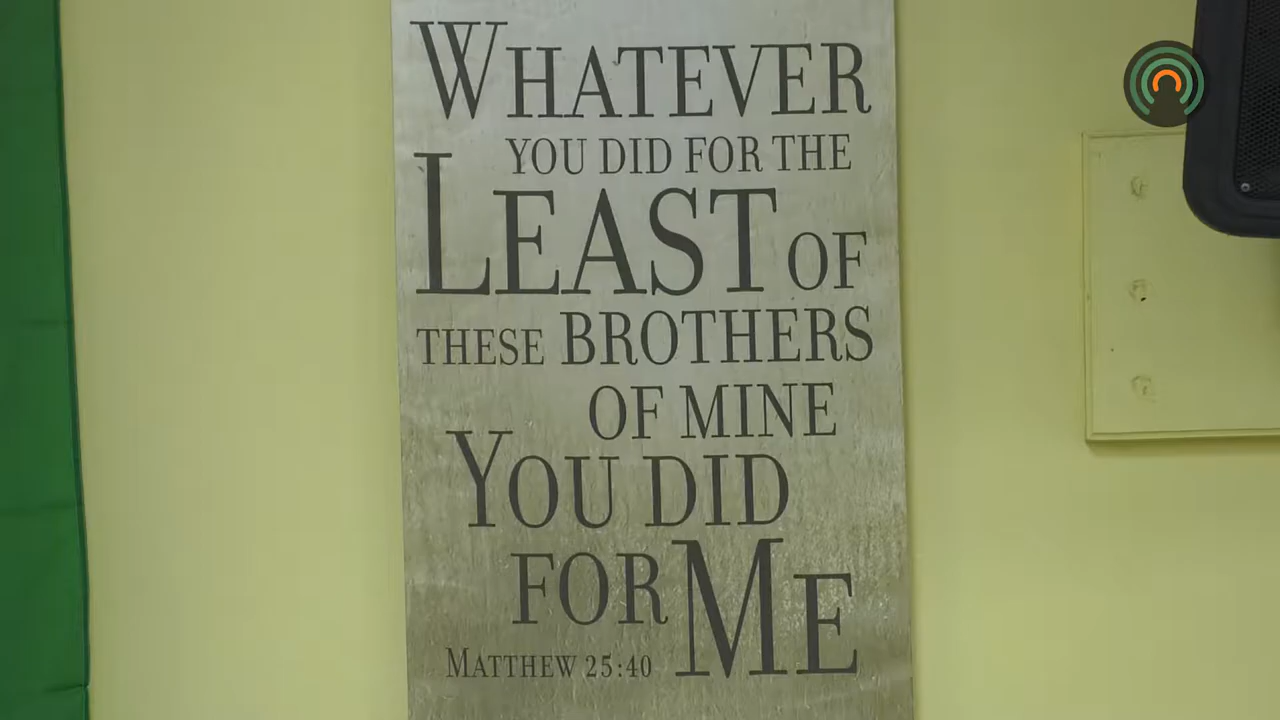 WHATEVER
YOU DID FOR THE
LEAST OF
THESE BROTHERS
OF MINE
YOU DID
FOR ME
MATTHEW 25:40